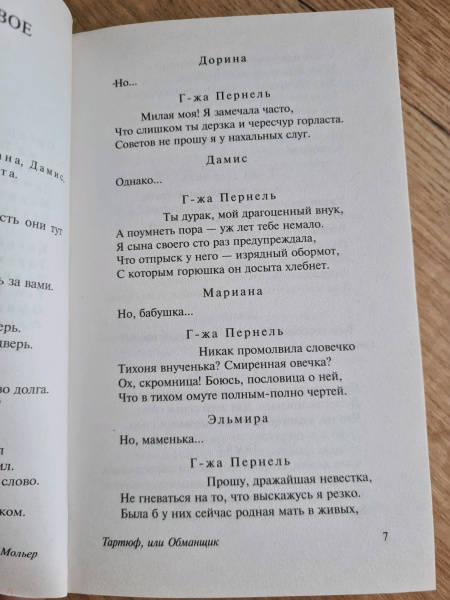 ВОЕ
ана, Дамис,
та.
сть они тут
ь за вами.
ерь.
дверь.
во долга.
л
ил.
слово.
ком.
Мольер
Дорина
Но...
Г-жа Пернель
Милая моя! Я замечала часто,
Что слишком ты дерзка и чересчур горласта.
Советов не прошу я у нахальных слуг.
Дамис
Однако...
Г-жа Пернель
Ты дурак, мой драгоценный внук,
А поумнеть пора — уж лет тебе немало.
Я сына своего сто раз предупреждала,
Что отпрыск у него — изрядный обормот,
С которым горюшка он досыта хлебнет.
Мариана
Но, бабушка...
Г-жа Пернель
Никак промолвила словечко
Тихоня внученька? Смиренная овечка?
Ох, скромница! Боюсь, пословица о ней,
Что в тихом омуте полным-полно чертей.
Эльмира
Но, маменька...
Г-жа Пернель
Прошу, дражайшая невестка,
Не гневаться на то, что выскажусь я резко.
Была б у них сейчас родная мать в живых,
Тартюф, или Обманщик 7